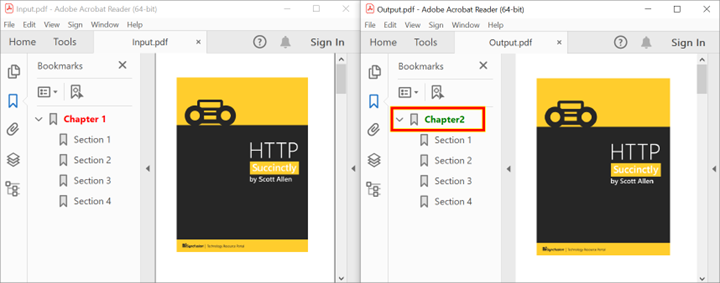 Input.pdf - Adobe Acrobat Reader (64-bit)
File Edit View Sign Window Help
Home Tools Input.pdf × ? Sign In
Bookmarks
Chapter 1
Section 1
Section 2
Section 3
Section 4
HTTP
Succinctly
by Scott Allen
Technology Resource Portal
Output.pdf - Adobe Acrobat Reader (64-bit)
File Edit View Sign Window Help
Home Tools Output.pdf × ? Sign In
Bookmarks
Chapter2
Section 1
Section 2
Section 3
Section 4
HTTP
Succinctly
by Scott Allen
Technology Resource Portal